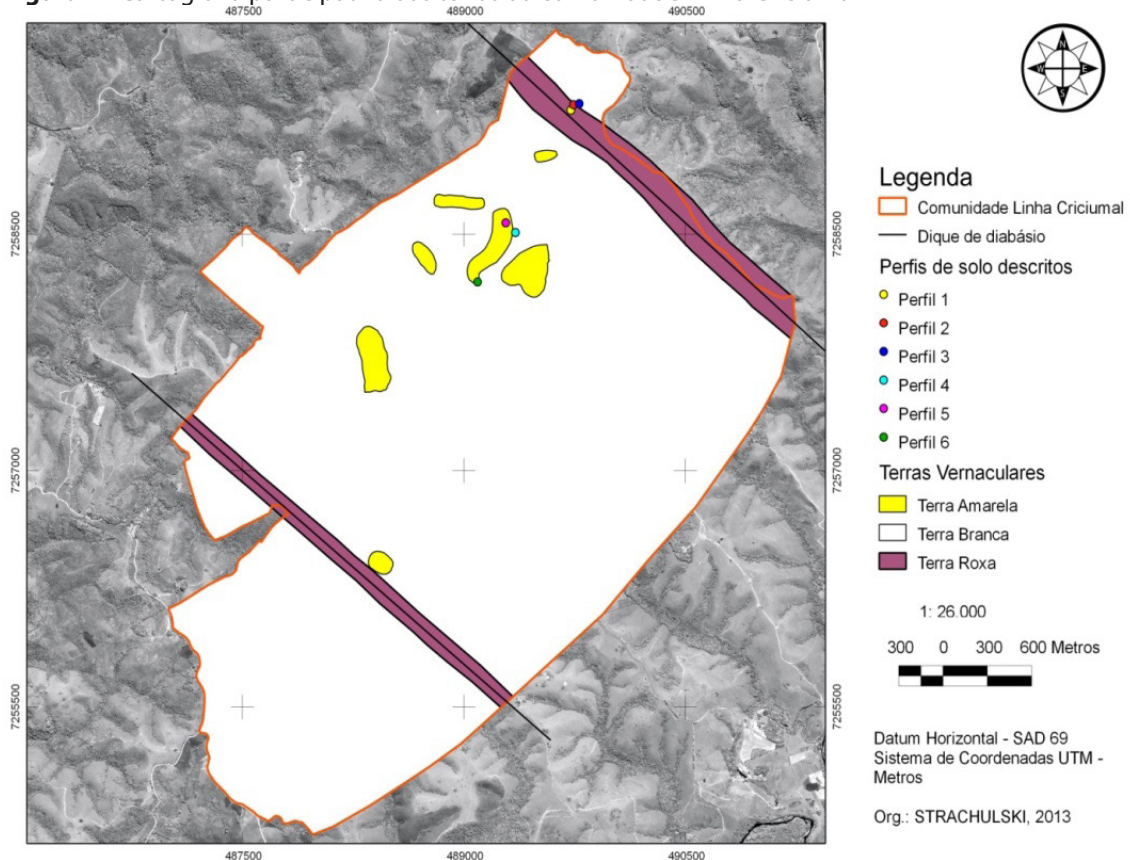 487500 489000 490500
N
W E
S
7258500 7258500
7257000 7257000
7255500 7255500
487500 489000 490500
Legenda
Comunidade Linha Criciumal
Dique de diabásio
Perfis de solo descritos
Perfil 1
Perfil 2
Perfil 3
Perfil 4
Perfil 5
Perfil 6
Terras Vernaculares
Terra Amarela
Terra Branca
Terra Roxa
1: 26.000
300 0 300 600 Metros
Datum Horizontal - SAD 69
Sistema de Coordenadas UTM -
Metros
Org.: STRACHULSKI, 2013